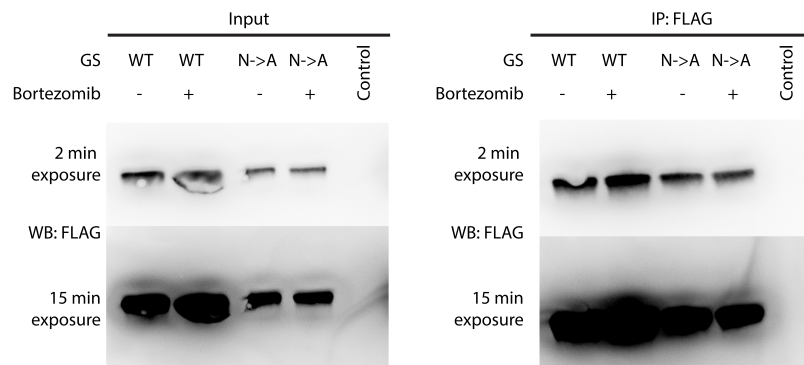 Input
GS WT WT N->A N->A Control
Bortezomib - + - +
2 min
exposure
WB: FLAG
15 min
exposure
IP: FLAG
GS WT WT N->A N->A Control
Bortezomib - + - +
2 min
exposure
WB: FLAG
15 min
exposure